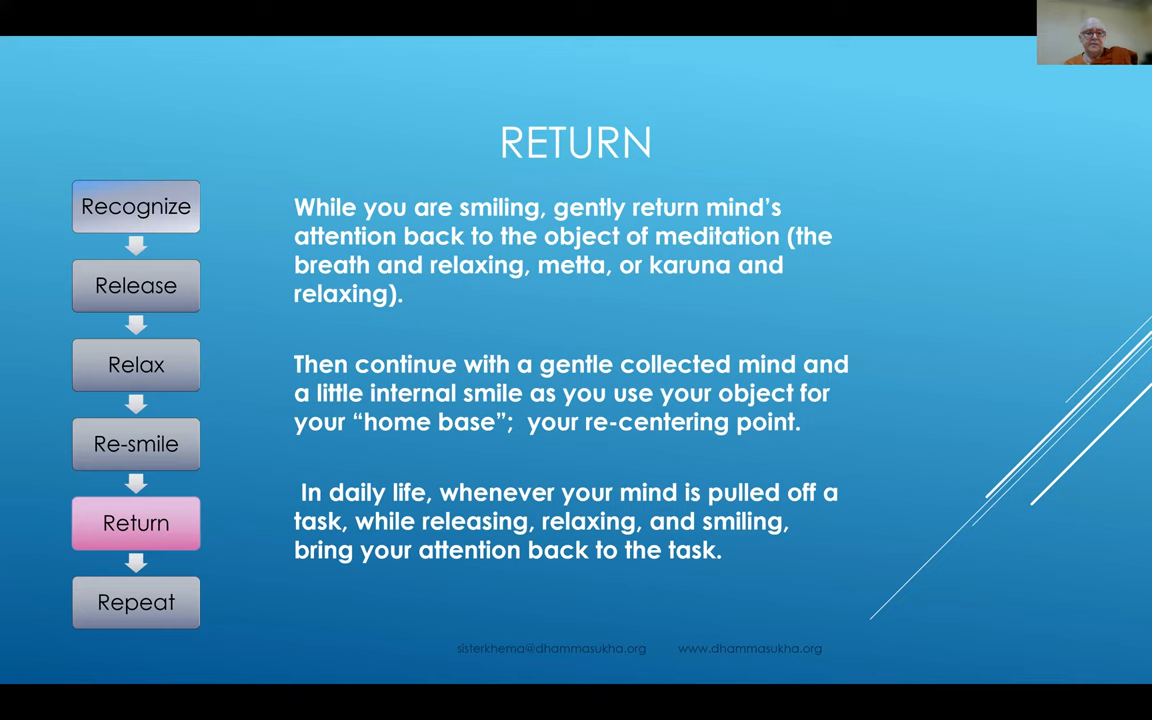 RETURN
Recognize
Release
Relax
Re-smile
Return
Repeat
While you are smiling, gently return mind’s
attention back to the object of meditation (the
breath and relaxing, metta, or karuna and
relaxing).
Then continue with a gentle collected mind and
a little internal smile as you use your object for
your “home base”;  your re-centering point.
In daily life, whenever your mind is pulled off a
task, while releasing, relaxing, and smiling,
bring your attention back to the task.
sisterkhema@dhammasukha.org www.dhammasukha.org